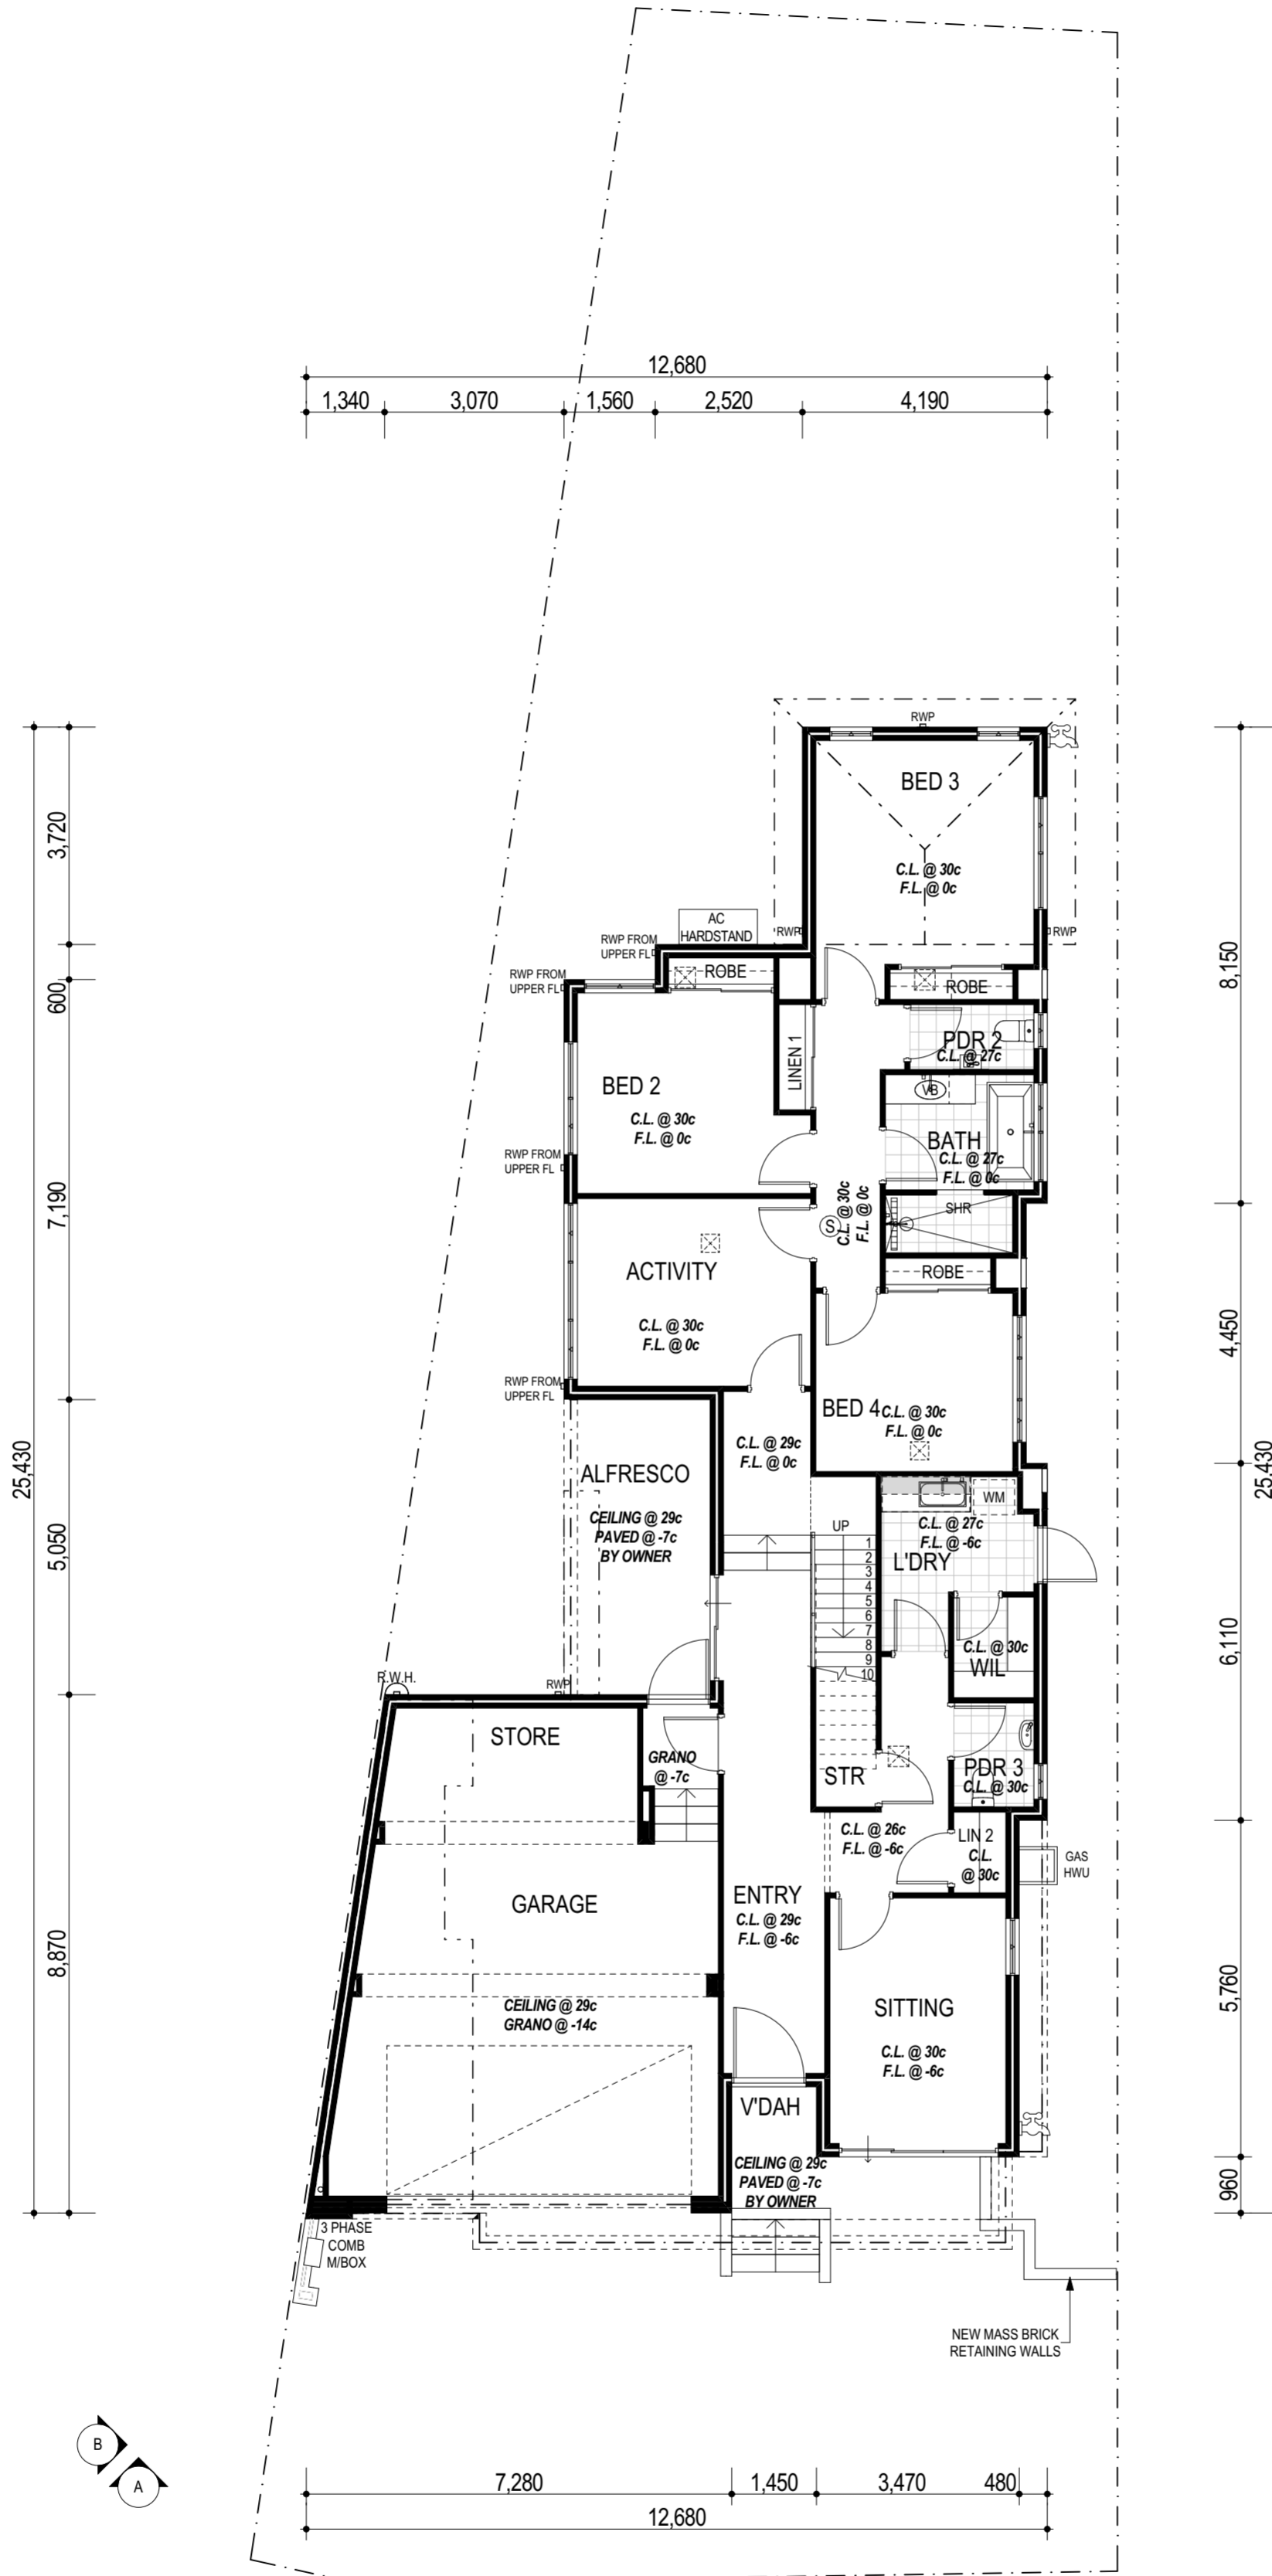 12,680
1,340 3,070 1,560 2,520 4,190
RWP
BED 3
3,720
C.L. @ 30c
F.L. @ 0c
AC
HARDSTAND
RWP
RWP
RWP FROM
UPPER FL
ROBE
RWP FROM
UPPER FL
ROBE
600
8,150
LINEN 1
PDR 2
C.L. @ 27c
BED 2
C.L. @ 30c
F.L. @ 0c
VB
BATH
C.L. @ 27c
F.L. @ 0c
RWP FROM
UPPER FL
7,190
C.L. @ 30c
F.L. @ 0c
S
SHR
ACTIVITY
C.L. @ 30c
F.L. @ 0c
ROBE
4,450
RWP FROM
UPPER FL
BED 4
C.L. @ 30c
F.L. @ 0c
C.L. @ 29c
F.L. @ 0c
25,430
25,430
ALFRESCO
CEILING @ 29c
PAVED @ -7c
BY OWNER
5,050
UP
1
2
3
4
5
6
7
8
9
10
WM
C.L. @ 27c
F.L. @ -6c
L'DRY
C.L. @ 30c
WIL
6,110
R.W.H.
RWP
STORE
GRANO
@ -7c
STR
PDR 3
C.L. @ 30c
C.L. @ 26c
F.L. @ -6c
LIN 2
C.L.
@ 30c
GAS
HWU
GARAGE
ENTRY
C.L. @ 29c
F.L. @ -6c
8,870
CEILING @ 29c
GRANO @ -14c
SITTING
C.L. @ 30c
F.L. @ -6c
5,760
V'DAH
CEILING @ 29c
PAVED @ -7c
BY OWNER
960
3 PHASE
COMB
M/BOX
NEW MASS BRICK
RETAINING WALLS
B
A
7,280 1,450 3,470 480
12,680